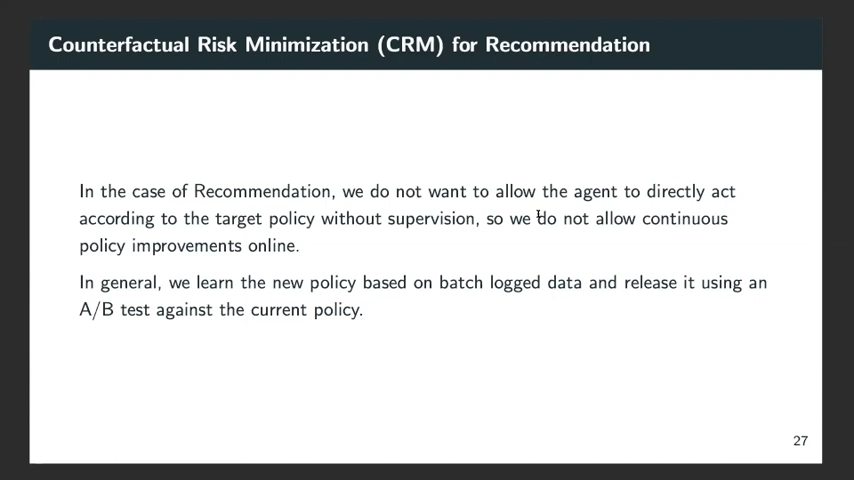 Counterfactual Risk Minimization (CRM) for Recommendation
In the case of Recommendation, we do not want to allow the agent to directly act
according to the target policy without supervision, so we do not allow continuous
policy improvements online.
In general, we learn the new policy based on batch logged data and release it using an
A/B test against the current policy.
27